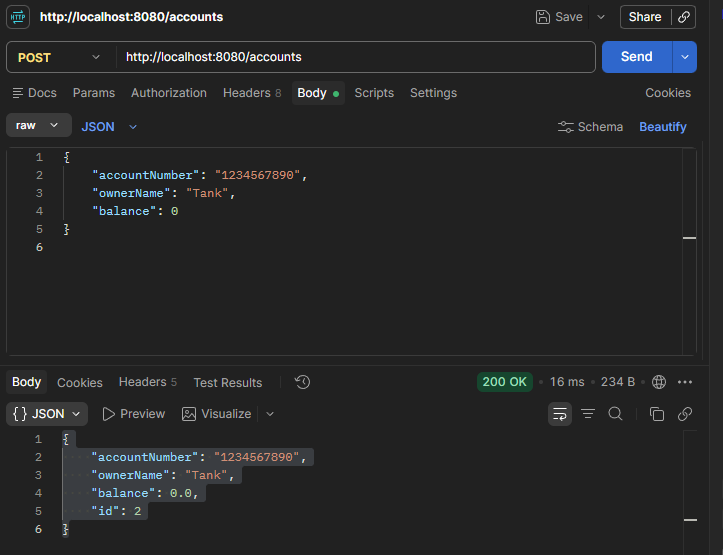 HTTP http://localhost:8080/accounts Save Share
POST http://localhost:8080/accounts Send
Docs Params Authorization Headers 8 Body Scripts Settings Cookies
raw JSON Schema Beautify
1 {
2 "accountNumber": "1234567890",
3 "ownerName": "Tank",
4 "balance": 0
5 }
6
Body Cookies Headers 5 Test Results 200 OK • 16 ms • 234 B
{} JSON Preview Visualize
1 {
2 "accountNumber": "1234567890",
3 "ownerName": "Tank",
4 "balance": 0.0,
5 "id": 2
6 }